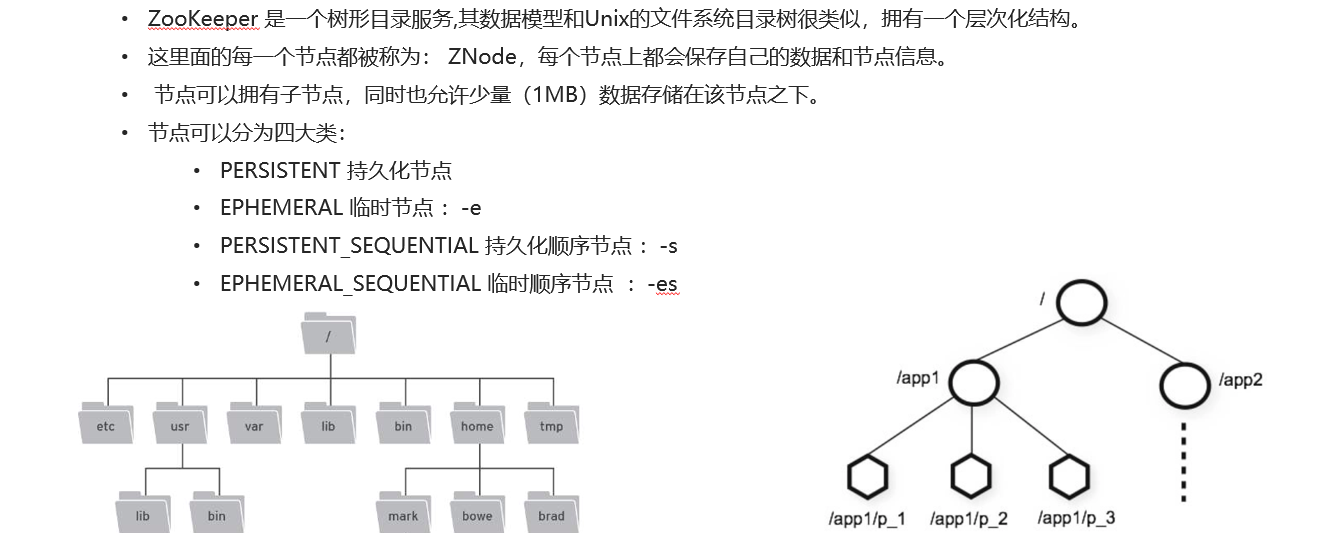 • ZooKeeper 是一个树形目录服务,其数据模型和Unix的文件系统目录树很类似，拥有一个层次化结构。
• 这里面的每一个节点都被称为： ZNode，每个节点上都会保存自己的数据和节点信息。
• 节点可以拥有子节点，同时也允许少量（1MB）数据存储在该节点之下。
• 节点可以分为四大类：
• PERSISTENT 持久化节点
• EPHEMERAL 临时节点 ：-e
• PERSISTENT_SEQUENTIAL 持久化顺序节点 ：-s
• EPHEMERAL_SEQUENTIAL 临时顺序节点 ：-es
/
etc usr var lib bin home tmp
lib bin mark bowe brad
/
/app1 /app2
/app1/p_1 /app1/p_2 /app1/p_3